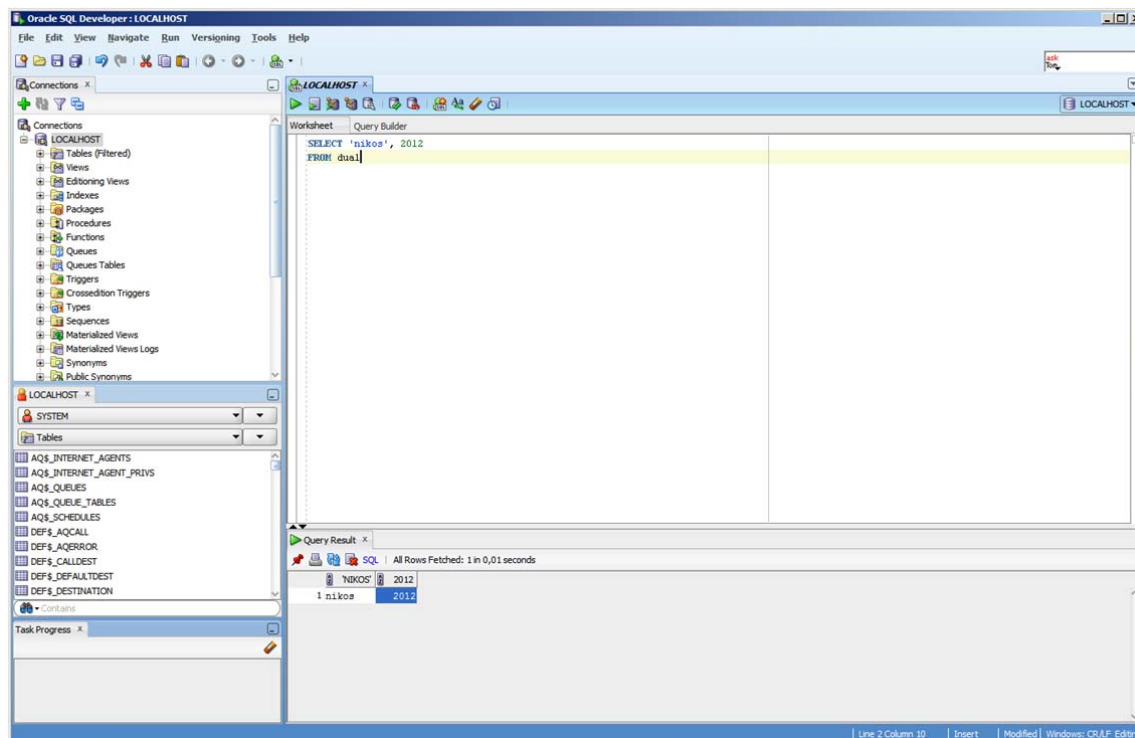 Oracle SQL Developer : LOCALHOST
File Edit View Navigate Run Versioning Tools Help
ask
Tom
Connections
LOCALHOST
LOCALHOST
Worksheet Query Builder
Connections
LOCALHOST
Tables (Filtered)
Views
Editioning Views
Indexes
Packages
Procedures
Functions
Queues
Queues Tables
Triggers
Crossedition Triggers
Types
Sequences
Materialized Views
Materialized Views Logs
Synonyms
Public Synonyms
SELECT 'nikos', 2012
FROM dual
LOCALHOST
SYSTEM
Tables
AQ$_INTERNET_AGENTS
AQ$_INTERNET_AGENT_PRIVS
AQ$_QUEUES
AQ$_QUEUE_TABLES
AQ$_SCHEDULES
DEF$_AQCALL
DEF$_AQERROR
DEF$_CALLDEST
DEF$_DEFAULTDEST
DEF$_DESTINATION
Contains
Query Result
SQL | All Rows Fetched: 1 in 0,01 seconds
'NIKOS' 2012
1 nikos 2012
Task Progress
Line 2 Column 10 | Insert | Modified | Windows: CR/LF Editin